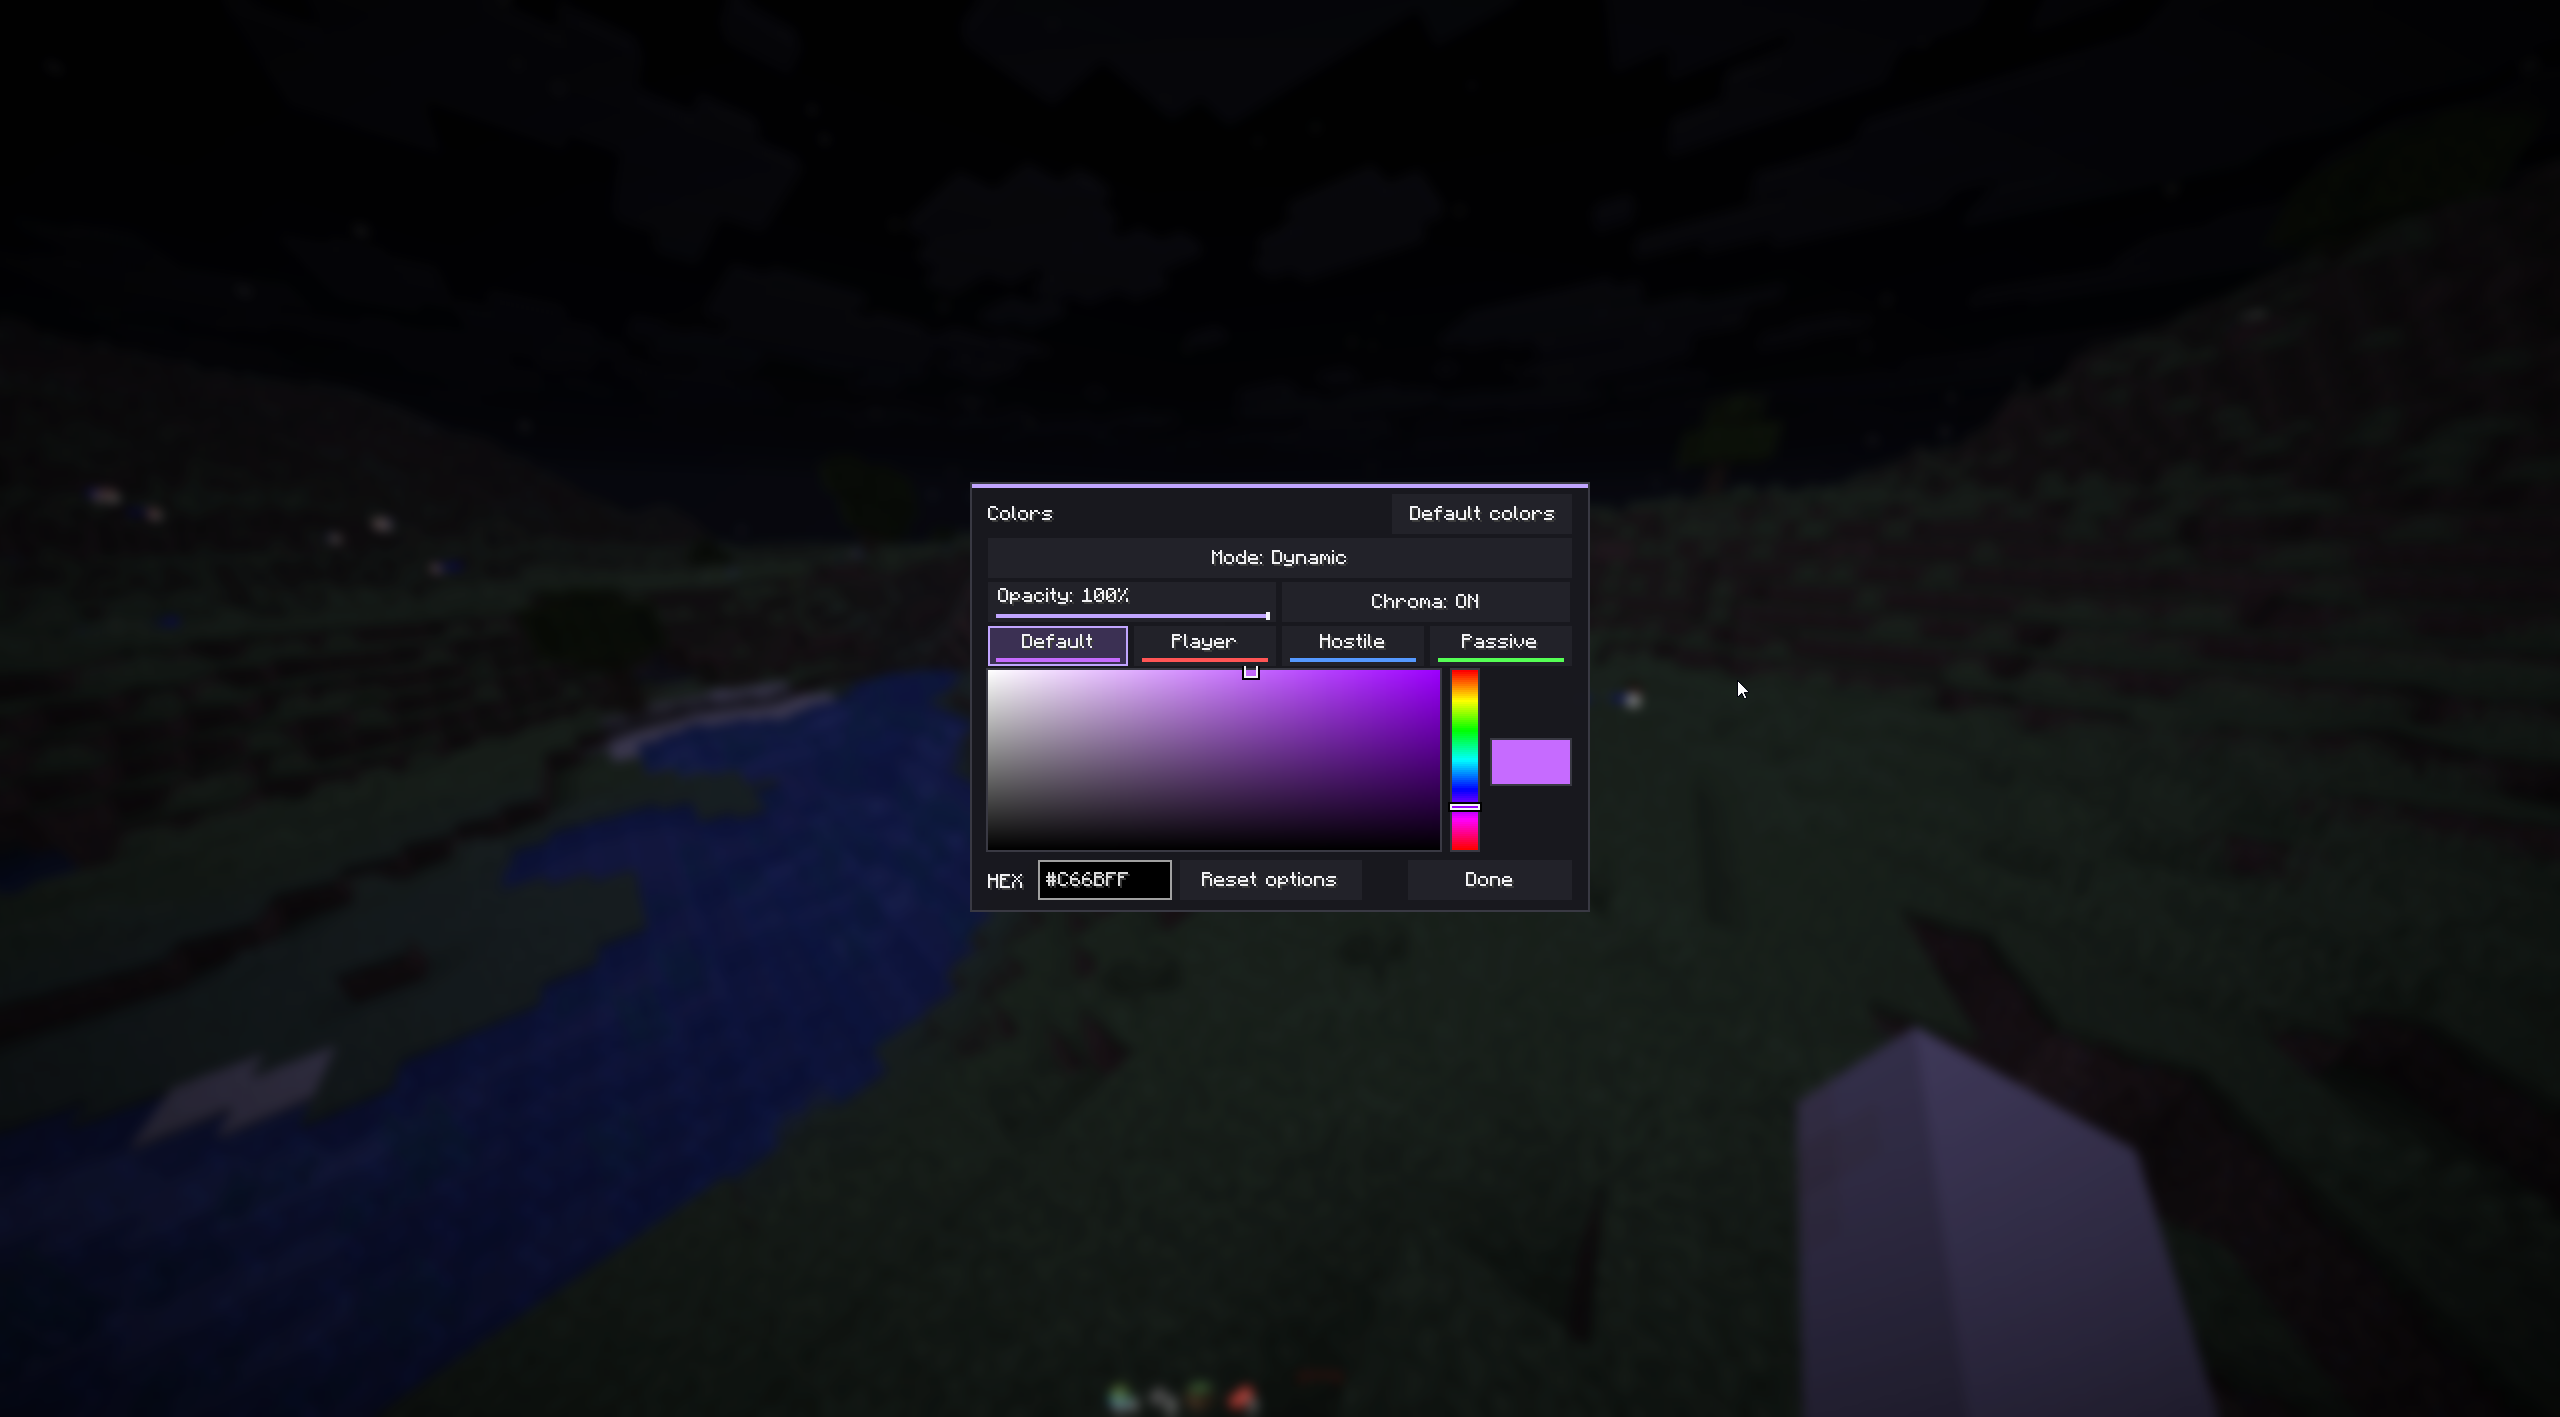 Colors Default colors
Mode: Dynamic
Opacity: 100% Chroma: ON
Default Player Hostile Passive
HEX #C66BFF Reset options Done